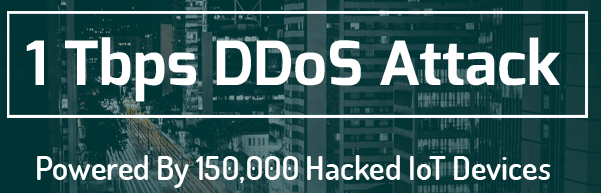 1 Tbps DDoS Attack
Powered By 150,000 Hacked IoT Devices